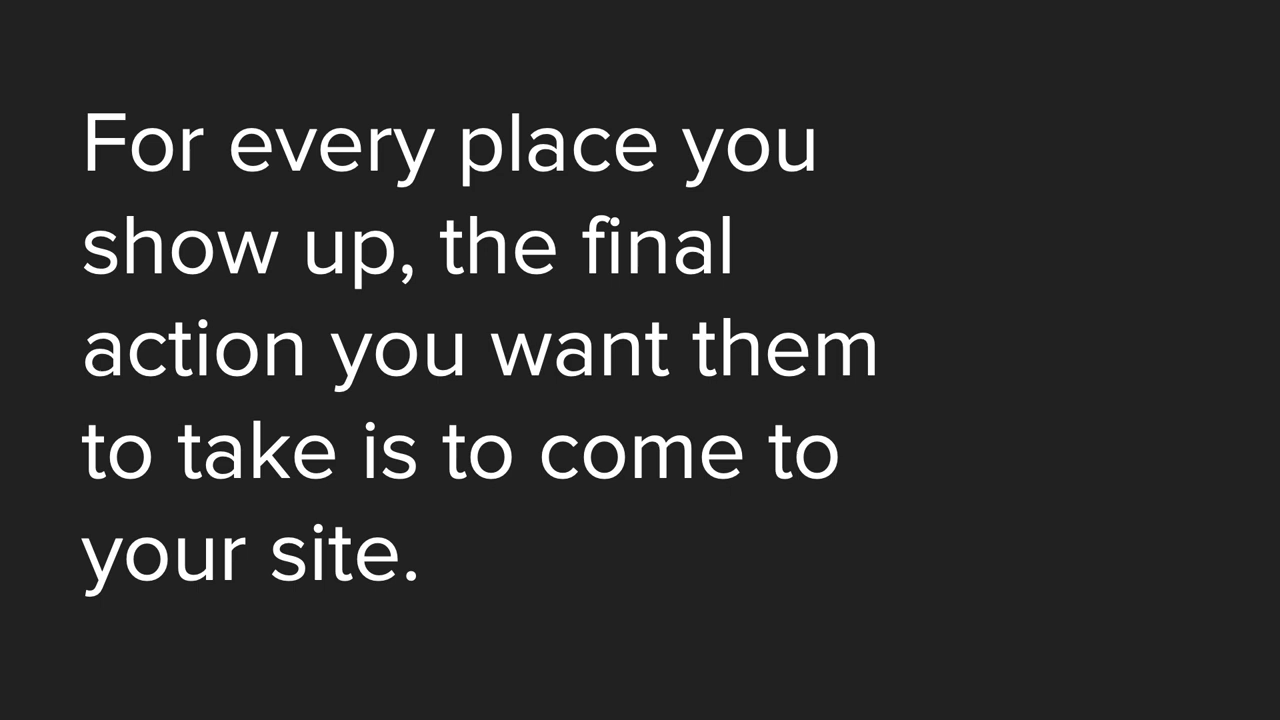 For every place you
show up, the final
action you want them
to take is to come to
your site.